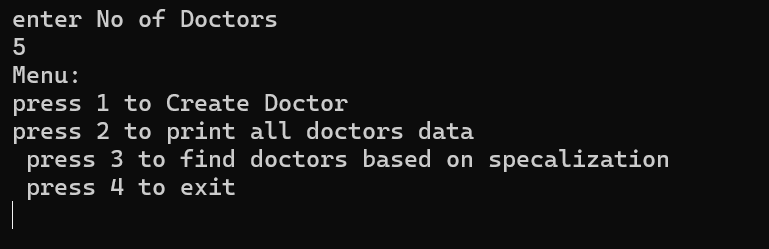 enter No of Doctors
5
Menu:
press 1 to Create Doctor
press 2 to print all doctors data
press 3 to find doctors based on specalization
press 4 to exit